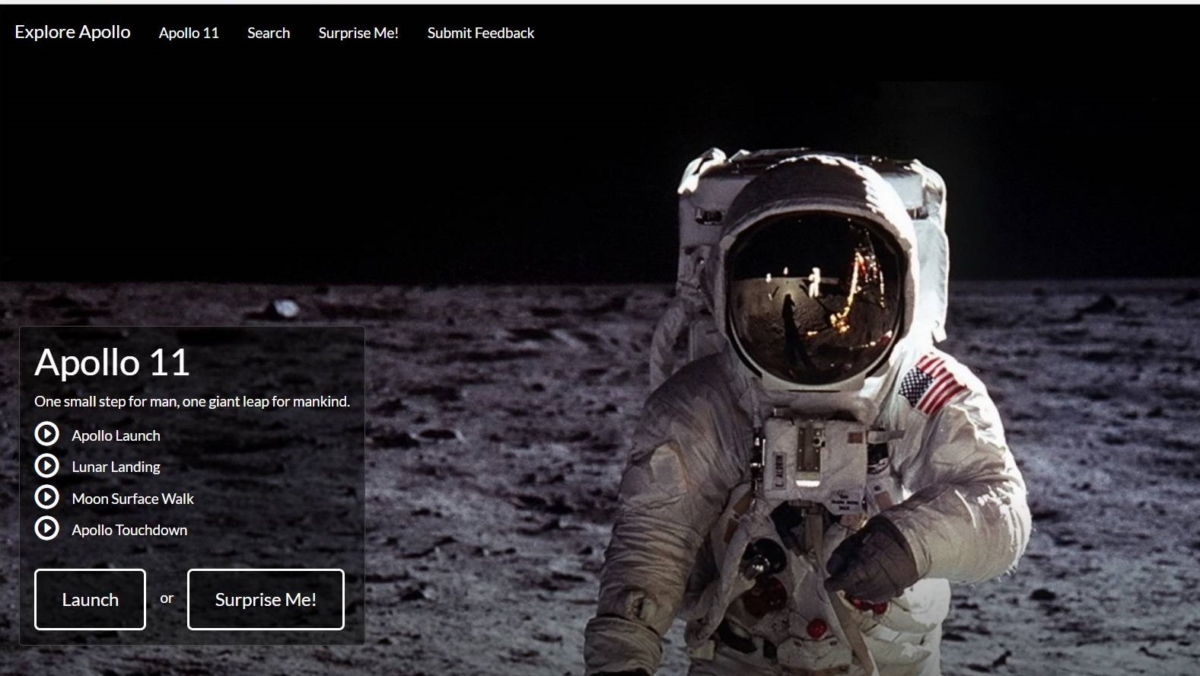 Explore Apollo Apollo 11 Search Surprise Me! Submit Feedback
Apollo 11
One small step for man, one giant leap for mankind.
Apollo Launch
Lunar Landing
Moon Surface Walk
Apollo Touchdown
Launch or Surprise Me!